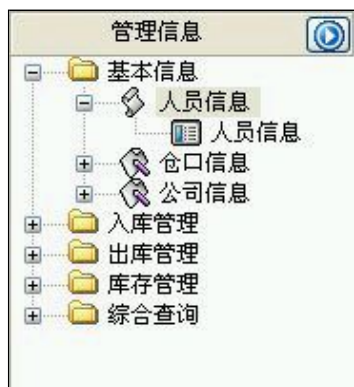 管理信息
基本信息
人员信息
人员信息
仓口信息
公司信息
入库管理
出库管理
库存管理
综合查询